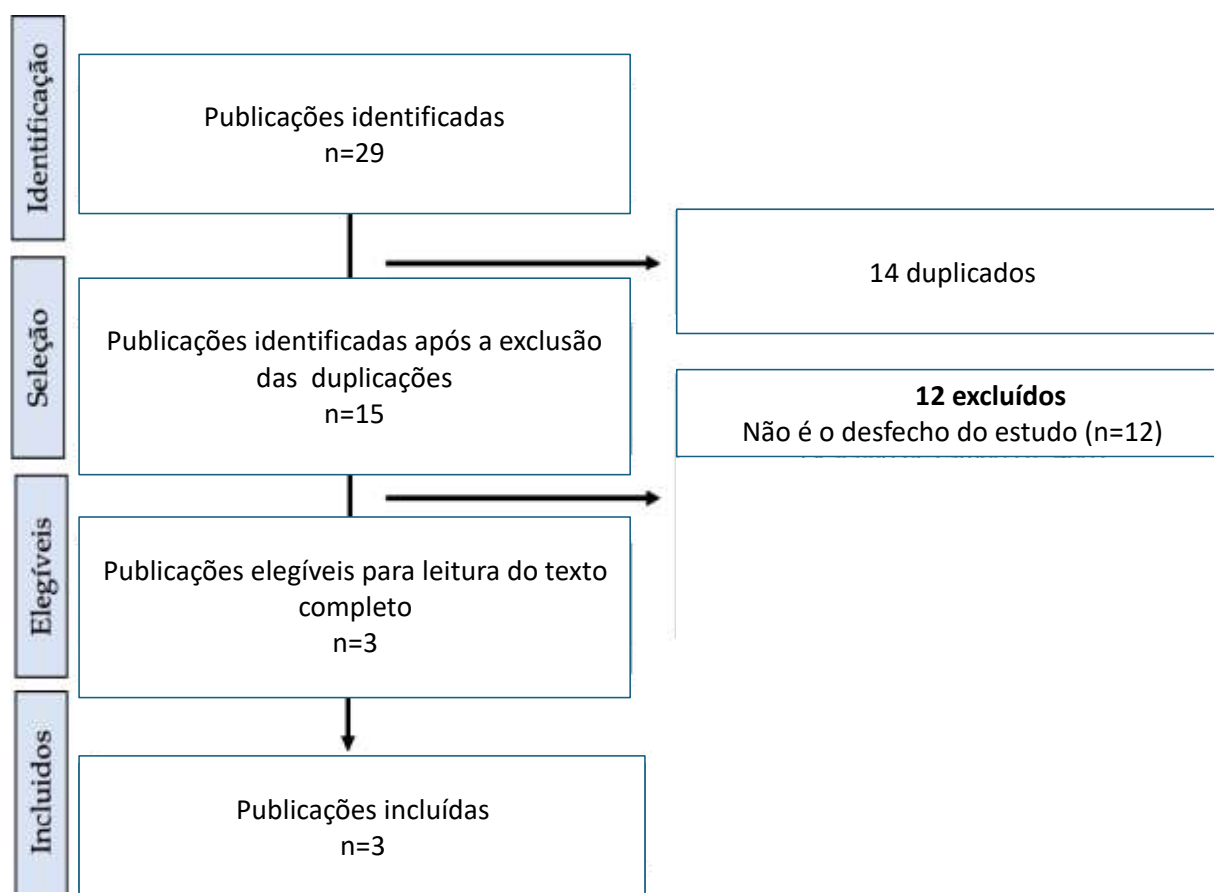 Identificação
Publicações identificadas
n=29
14 duplicados
Seleção
Publicações identificadas após a exclusão
das duplicações
n=15
12 excluídos
Não é o desfecho do estudo (n=12)
Elegíveis
Publicações elegíveis para leitura do texto
completo
n=3
Incluidos
Publicações incluídas
n=3